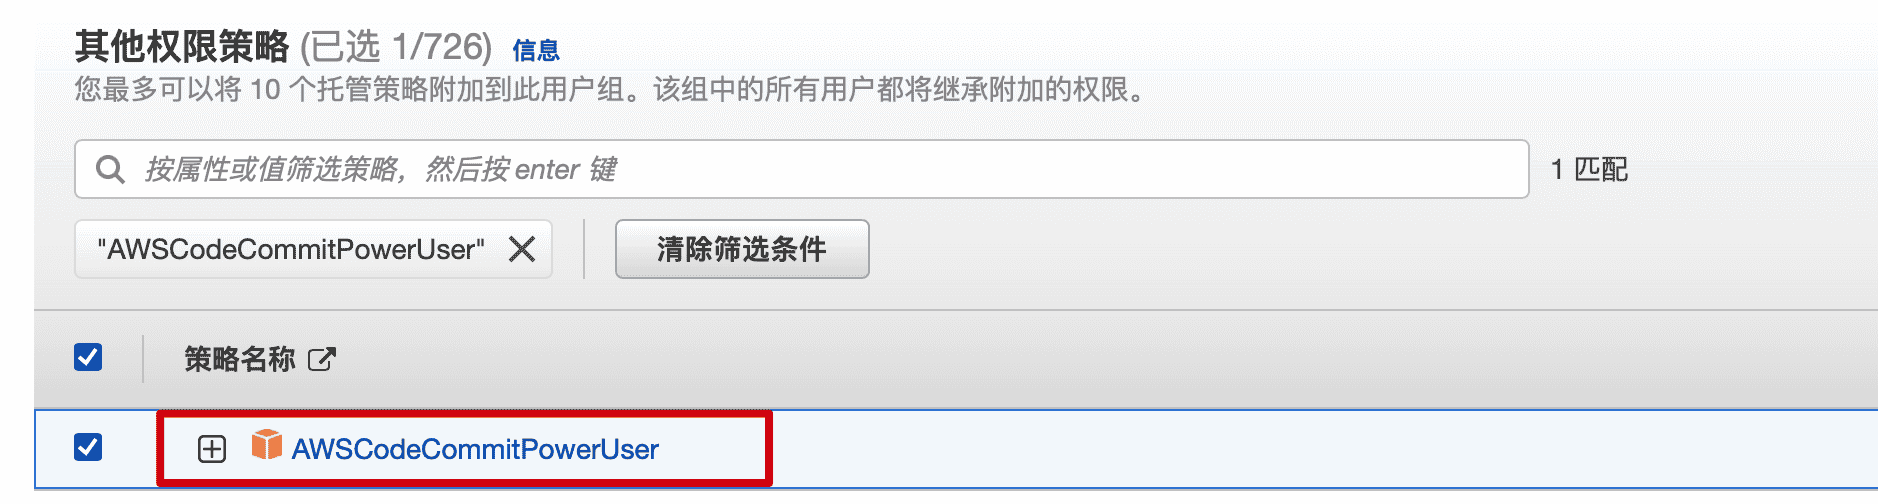 其他权限策略 (已选 1/726) 信息
您最多可以将 10 个托管策略附加到此用户组。该组中的所有用户都将继承附加的权限。
按属性或值筛选策略，然后按 enter 键
1 匹配
"AWSCodeCommitPowerUser"
清除筛选条件
策略名称
AWSCodeCommitPowerUser